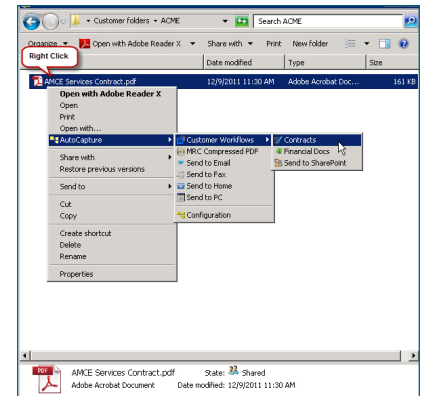 Customer folders ▾ ACME
Search ACME
Organize ▾ Open with Adobe Reader X ▾ Share with ▾ Print New folder
Right Click
Date modified Type Size
AMCE Services Contract.pdf 12/9/2011 11:30 AM Adobe Acrobat Doc... 161 KB
Open with Adobe Reader X
Open
Print
Open with...
AutoCapture
Share with
Restore previous versions
Send to
Cut
Copy
Create shortcut
Delete
Rename
Properties
Customer Workflows
MRC Compressed PDF
Send to Email
Send to Fax
Send to Home
Send to PC
Configuration
Contracts
Financial Docs
Send to SharePoint
PDF
AMCE Services Contract.pdf State: Shared
Adobe Acrobat Document Date modified: 12/9/2011 11:30 AM